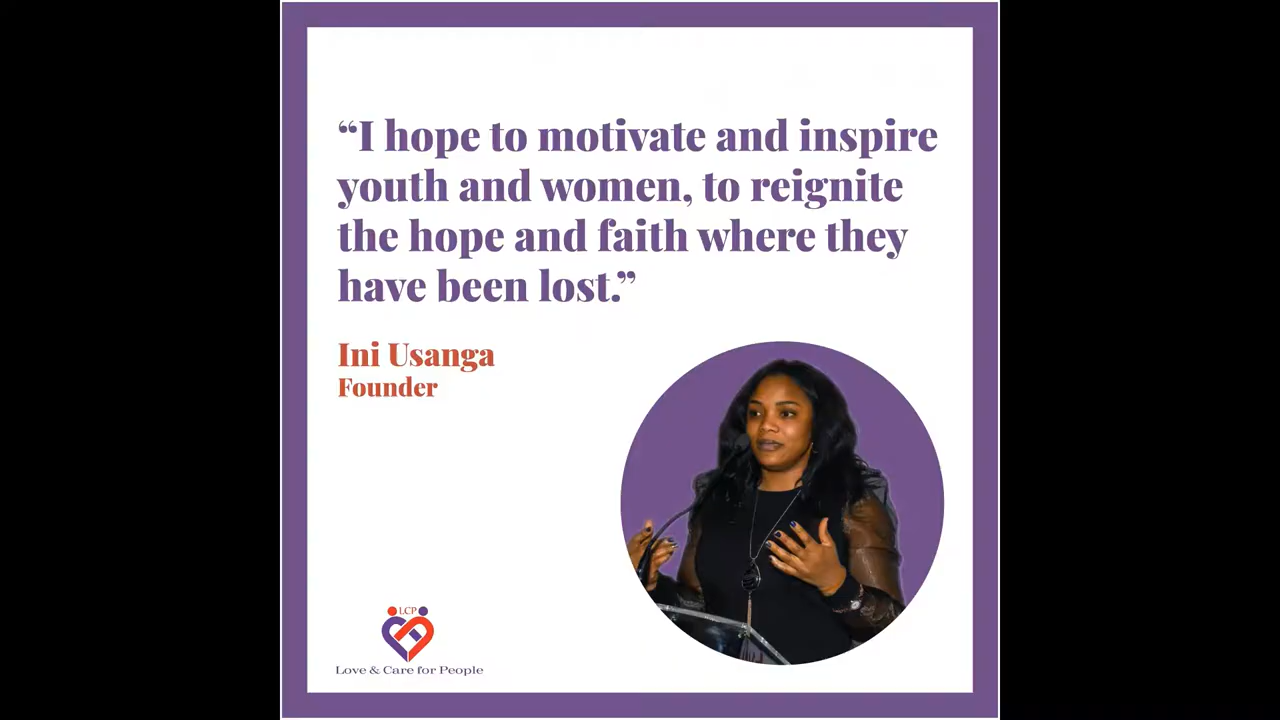 “I hope to motivate and inspire
youth and women, to reignite
the hope and faith where they
have been lost.”
Ini Usanga
Founder
LCP
Love & Care for People